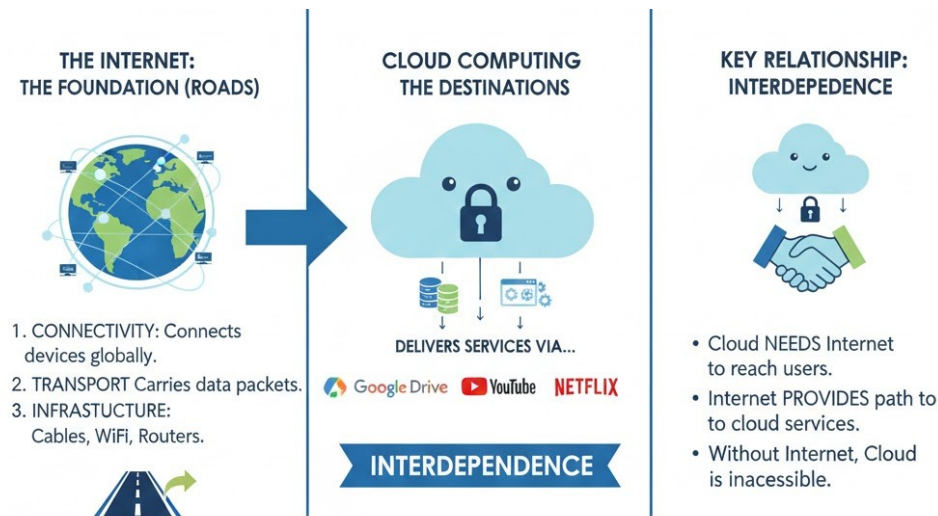 THE INTERNET:
THE FOUNDATION (ROADS)
1. CONNECTIVITY: Connects
devices globally.
2. TRANSPORT Carries data packets.
3. INFRASTUCTURE:
Cables, WiFi, Routers.
CLOUD COMPUTING
THE DESTINATIONS
DELIVERS SERVICES VIA...
Google Drive
YouTube
NETFLIX
INTERDEPENDENCE
KEY RELATIONSHIP:
INTERDEPEDENCE
• Cloud NEEDS Internet
to reach users.
• Internet PROVIDES path to
to cloud services.
• Without Internet, Cloud
is inacessible.